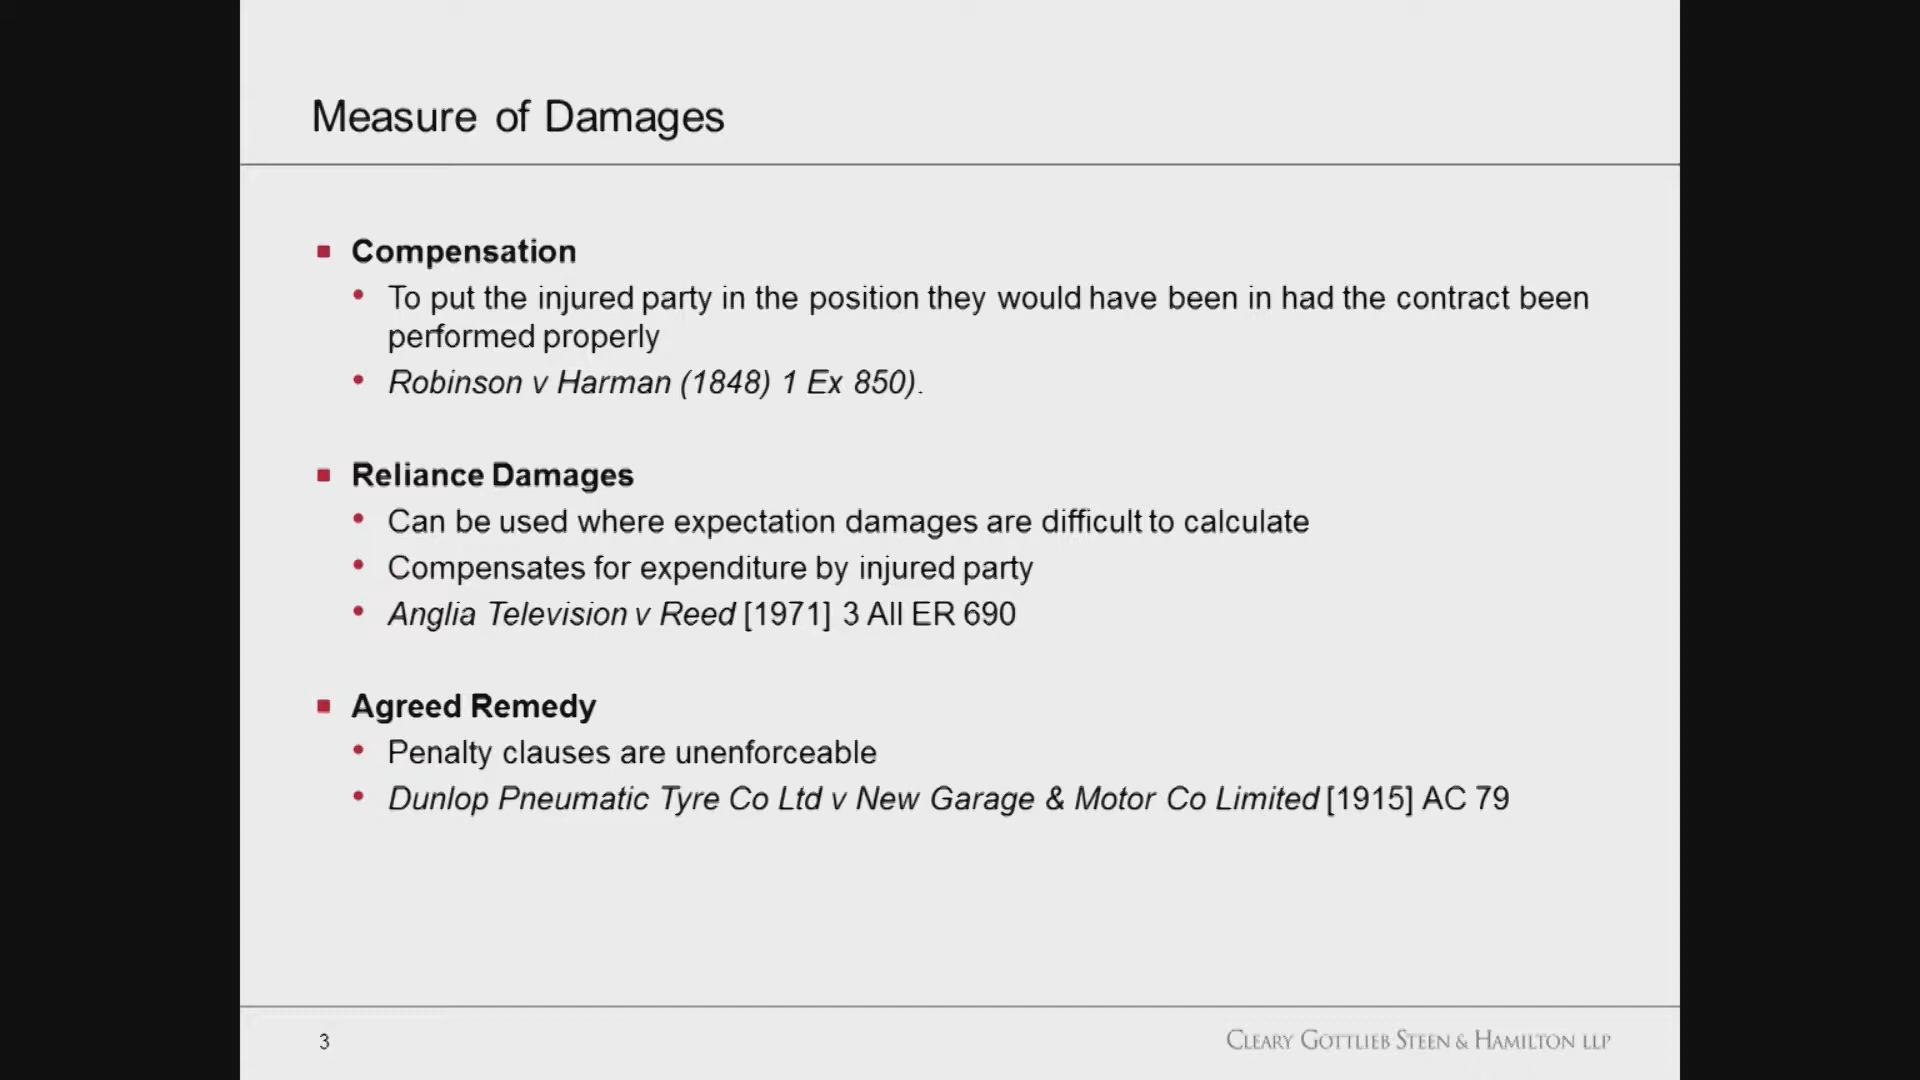 Measure of Damages
Compensation
To put the injured party in the position they would have been in had the contract been
performed properly
Robinson v Harman (1848) 1 Ex 850).
Reliance Damages
Can be used where expectation damages are difficult to calculate
Compensates for expenditure by injured party
Anglia Television v Reed [1971] 3 All ER 690
Agreed Remedy
Penalty clauses are unenforceable
Dunlop Pneumatic Tyre Co Ltd v New Garage & Motor Co Limited [1915] AC 79
3
CLEARY GOTTLIEB STEEN & HAMILTON LLP